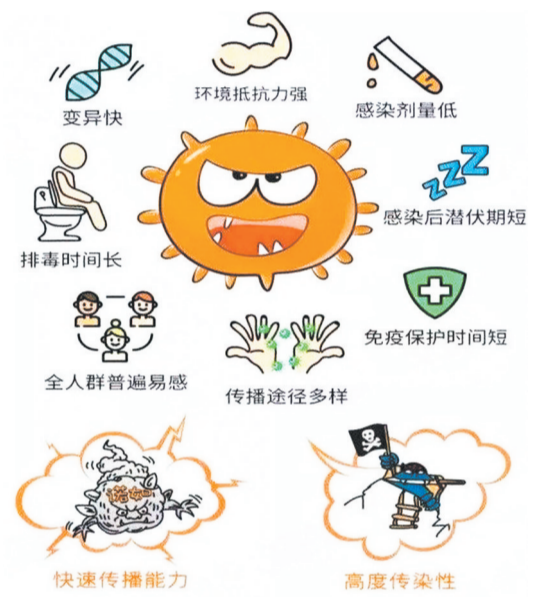 变异快
环境抵抗力强
感染剂量低
排毒时间长
感染后潜伏期短
免疫保护时间短
全人群普遍易感
传播途径多样
诺如
快速传播能力
高度传染性